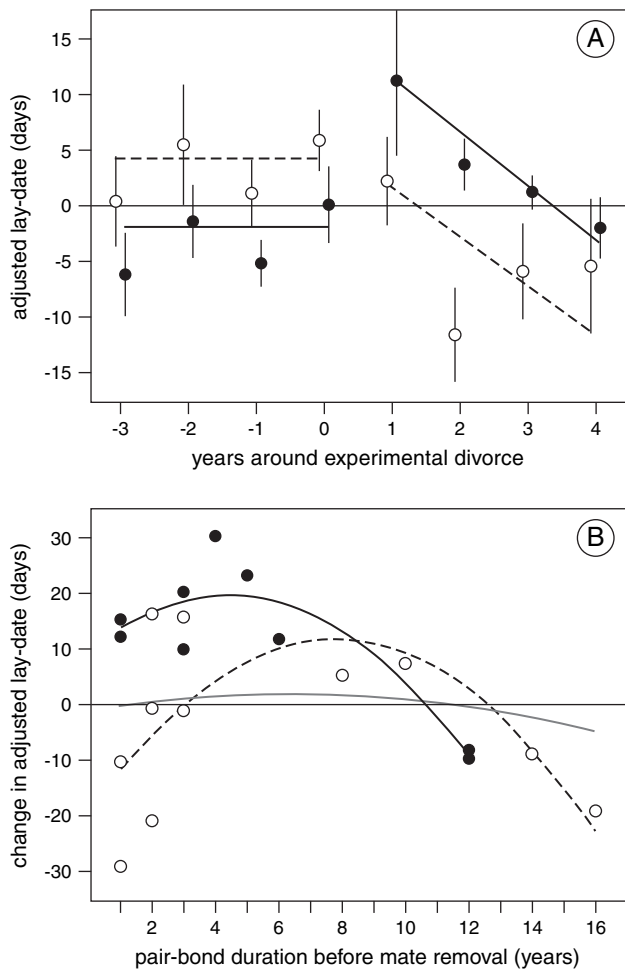 A
15
10
5
0
-5
-10
-15
adjusted lay-date (days)
-3 -2 -1 0 1 2 3 4
years around experimental divorce
B
30
20
10
0
-10
-20
-30
change in adjusted lay-date (days)
2 4 6 8 10 12 14 16
pair-bond duration before mate removal (years)